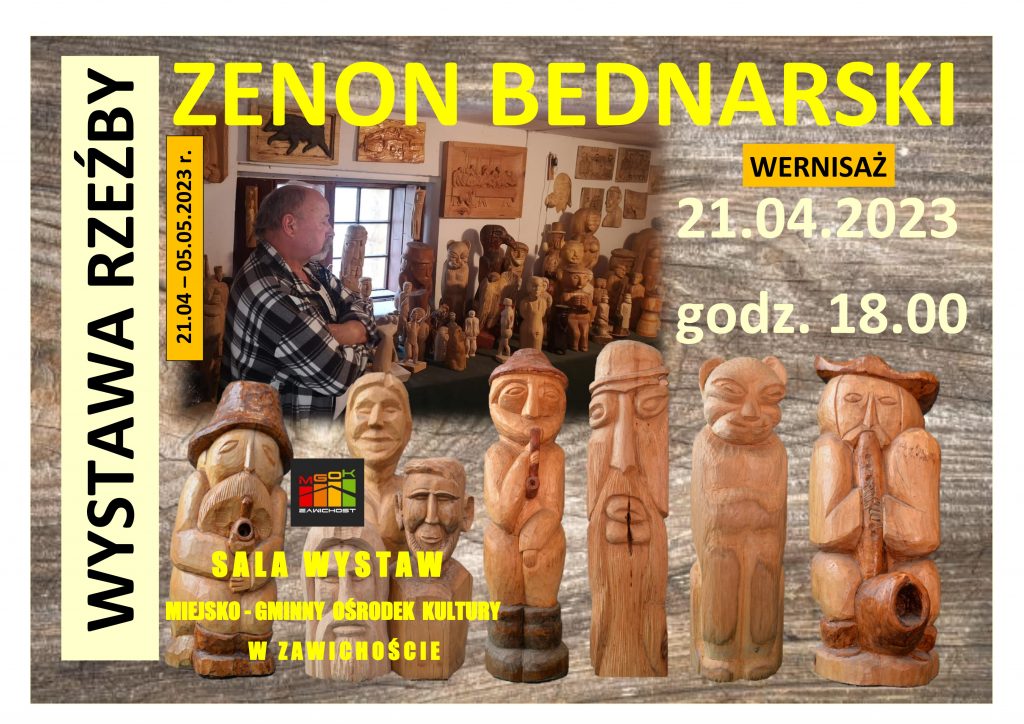 WYSTAWA RZEŹBY
ZENON BEDNARSKI
21.04 – 05.05.2023 r.
WERNISAŻ
21.04.2023
godz. 18.00
MGOK
ZAWICHOST
SALA WYSTAW
MIEJSKO - GMINNY OŚRODEK KULTURY
W ZAWICHOŚCIE